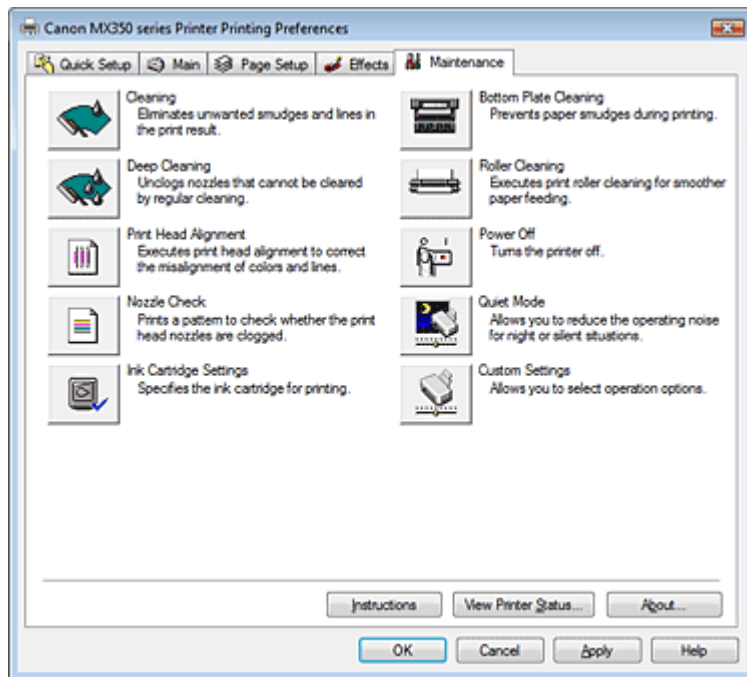 Canon MX350 series Printer Printing Preferences
Quick Setup
Main
Page Setup
Effects
Maintenance
Cleaning
Eliminates unwanted smudges and lines in
the print result.
Deep Cleaning
Unclogs nozzles that cannot be cleared
by regular cleaning.
Print Head Alignment
Executes print head alignment to correct
the misalignment of colors and lines.
Nozzle Check
Prints a pattern to check whether the print
head nozzles are clogged.
Ink Cartridge Settings
Specifies the ink cartridge for printing.
Bottom Plate Cleaning
Prevents paper smudges during printing.
Roller Cleaning
Executes print roller cleaning for smoother
paper feeding.
Power Off
Turns the printer off.
Quiet Mode
Allows you to reduce the operating noise
for night or silent situations.
Custom Settings
Allows you to select operation options.
Instructions
View Printer Status...
About...
OK
Cancel
Apply
Help